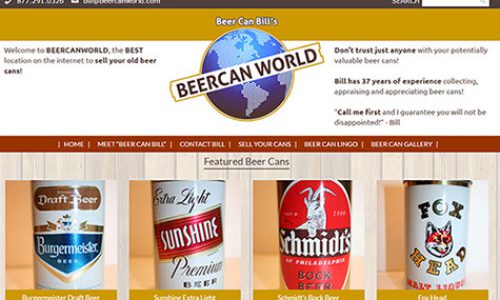 877.291.0326 bill@beercanworld.com SEARCH
Beer Can Bill's
BEERCAN WORLD
Welcome to BEERCANWORLD, the BEST
location on the internet to sell your old beer
cans!
Don't trust just anyone with your potentially
valuable beer cans!
Bill has 37 years of experience collecting,
appraising and appreciating beer cans!
"Call me first and I guarantee you will not be
disappointed!" - Bill
| HOME | MEET "BEER CAN BILL" | CONTACT BILL | SELL YOUR CANS | BEER CAN LINGO | BEER CAN GALLERY |
Featured Beer Cans
Draft Beer
Burgermeister
BEER
Extra Light
SUNSHINE
Premium
BEER
Schmidt's
OF PHILADELPHIA
BOCK
BEER
FOX
HEAD
MALT LIQUOR
Burgermeister Draft Beer
Sunshine Extra Light
Schmidt's Bock Beer
Fox Head